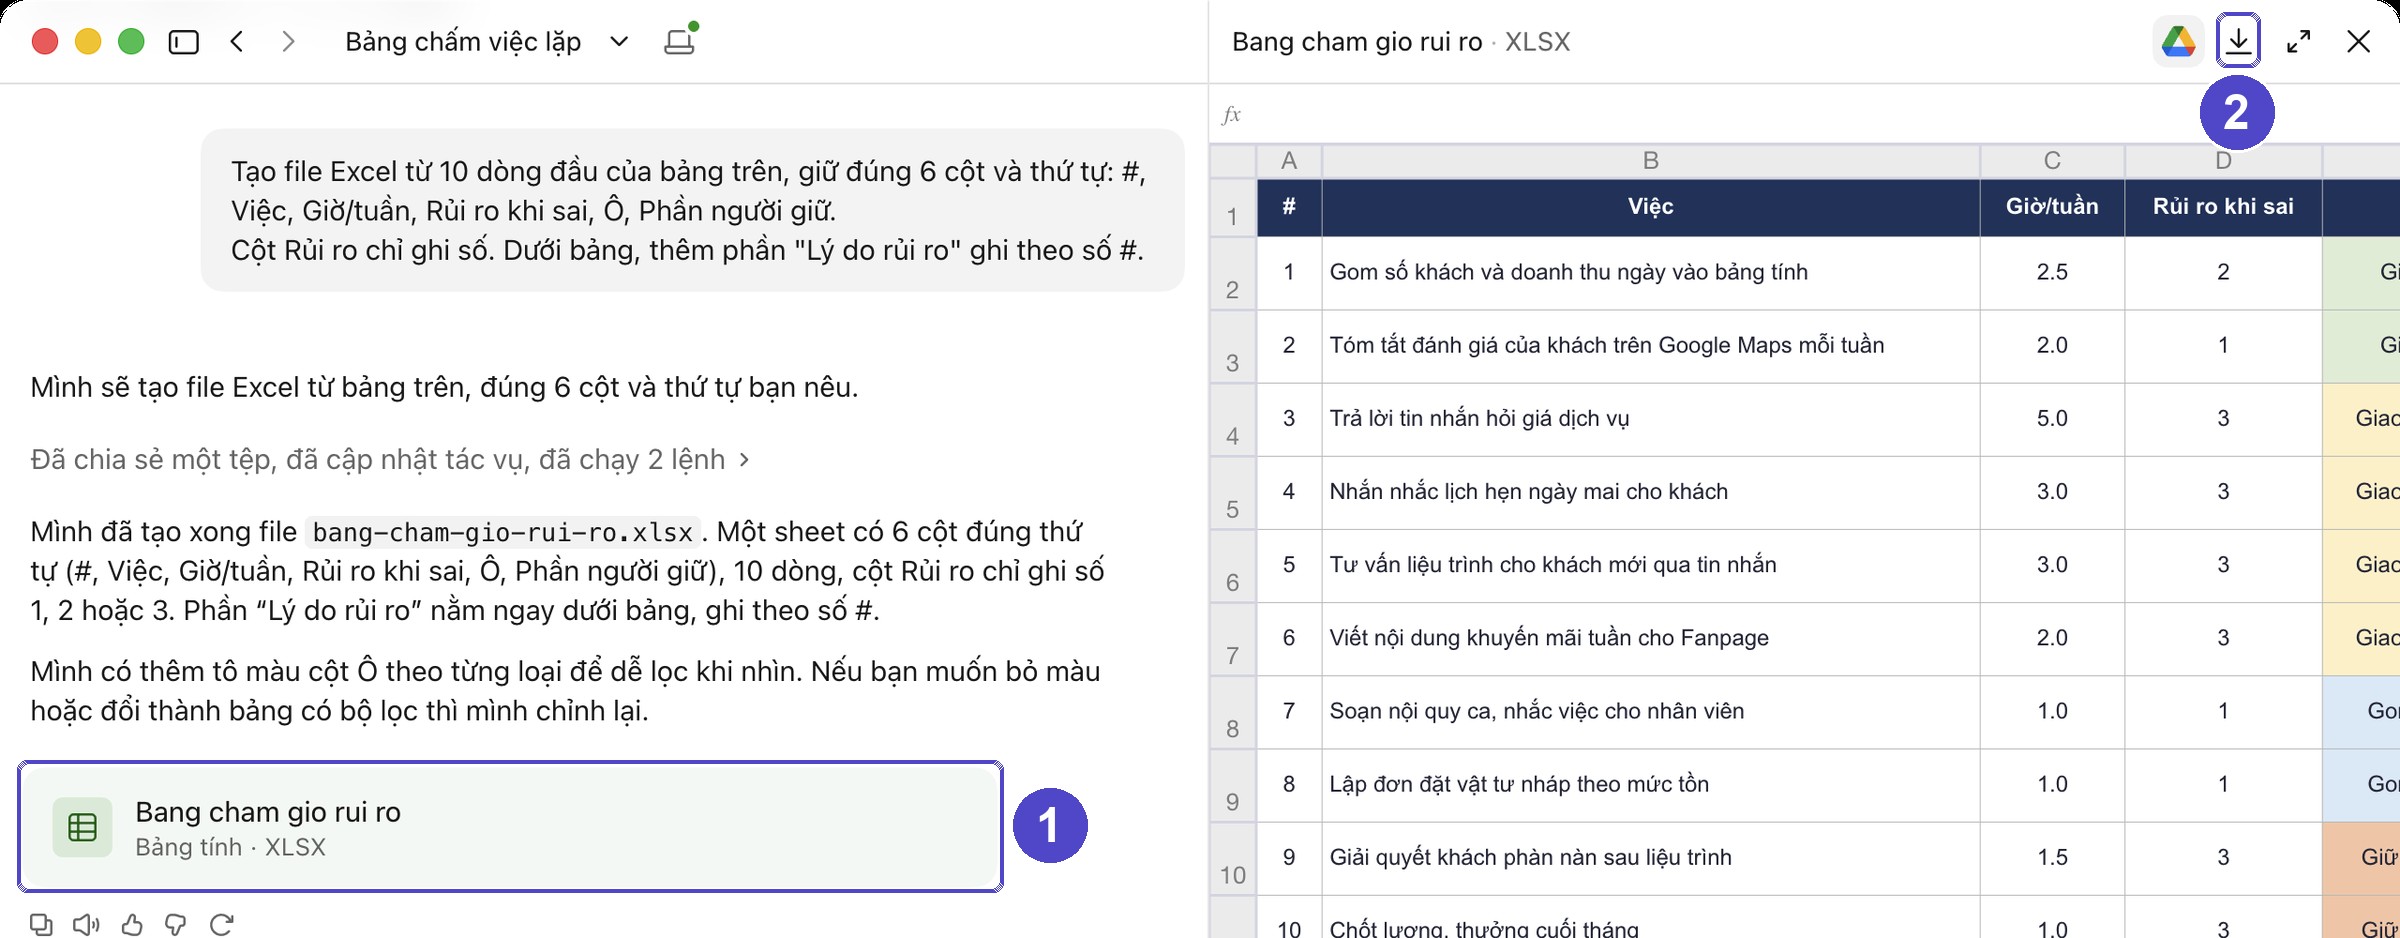 Bảng chấm việc lặp
Tạo file Excel từ 10 dòng đầu của bảng trên, giữ đúng 6 cột và thứ tự: #,
Việc, Giờ/tuần, Rủi ro khi sai, Ô, Phần người giữ.
Cột Rủi ro chỉ ghi số. Dưới bảng, thêm phần "Lý do rủi ro" ghi theo số #.
Mình sẽ tạo file Excel từ bảng trên, đúng 6 cột và thứ tự bạn nêu.
Đã chia sẻ một tệp, đã cập nhật tác vụ, đã chạy 2 lệnh >
Mình đã tạo xong file bang-cham-gio-rui-ro.xlsx. Một sheet có 6 cột đúng thứ
tự (#, Việc, Giờ/tuần, Rủi ro khi sai, Ô, Phần người giữ), 10 dòng, cột Rủi ro chỉ ghi số
1, 2 hoặc 3. Phần “Lý do rủi ro” nằm ngay dưới bảng, ghi theo số #.
Mình có thêm tô màu cột Ô theo từng loại để dễ lọc khi nhìn. Nếu bạn muốn bỏ màu
hoặc đổi thành bảng có bộ lọc thì mình chỉnh lại.
Bang cham gio rui ro
Bảng tính · XLSX
1
Bang cham gio rui ro · XLSX
2
fx
A B C D
1 # Việc Giờ/tuần Rủi ro khi sai
2 1 Gom số khách và doanh thu ngày vào bảng tính 2.5 2
3 2 Tóm tắt đánh giá của khách trên Google Maps mỗi tuần 2.0 1
4 3 Trả lời tin nhắn hỏi giá dịch vụ 5.0 3
5 4 Nhắn nhắc lịch hẹn ngày mai cho khách 3.0 3
6 5 Tư vấn liệu trình cho khách mới qua tin nhắn 3.0 3
7 6 Viết nội dung khuyến mãi tuần cho Fanpage 2.0 3
8 7 Soạn nội quy ca, nhắc việc cho nhân viên 1.0 1
9 8 Lập đơn đặt vật tư nháp theo mức tồn 1.0 1
10 9 Giải quyết khách phàn nàn sau liệu trình 1.5 3
10 Chốt lương, thưởng cuối tháng 1.0 3